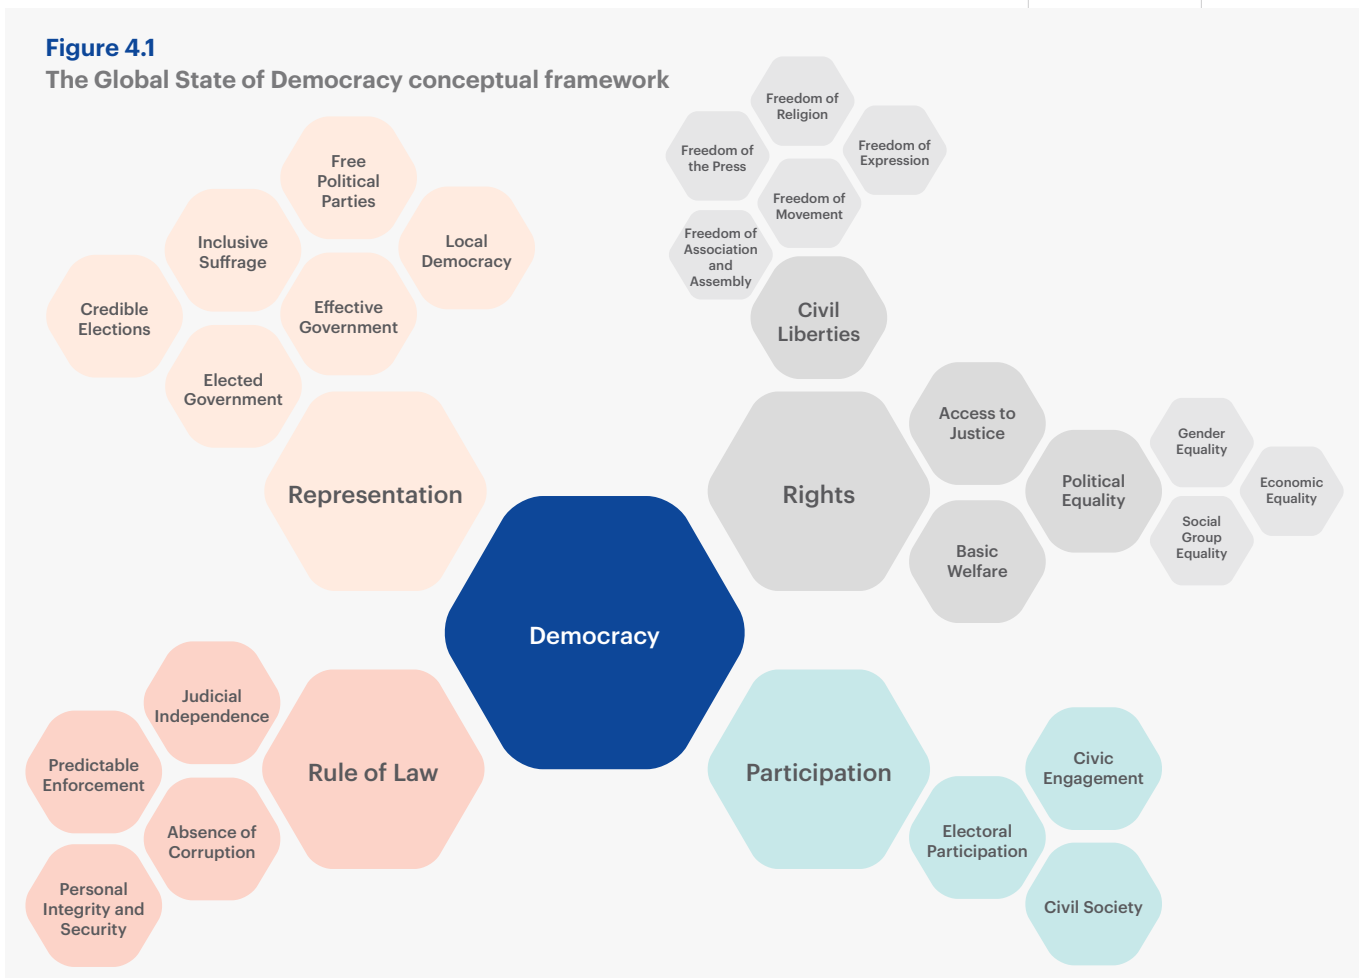 Figure 4.1
The Global State of Democracy conceptual framework
Free
Political
Parties
Inclusive
Suffrage
Local
Democracy
Credible
Elections
Effective
Government
Elected
Government
Representation
Freedom of
Religion
Freedom of
the Press
Freedom of
Expression
Freedom of
Movement
Freedom of
Association
and
Assembly
Civil
Liberties
Rights
Access to
Justice
Basic
Welfare
Political
Equality
Gender
Equality
Economic
Equality
Social
Group
Equality
Democracy
Judicial
Independence
Predictable
Enforcement
Absence of
Corruption
Personal
Integrity and
Security
Rule of Law
Participation
Electoral
Participation
Civic
Engagement
Civil Society